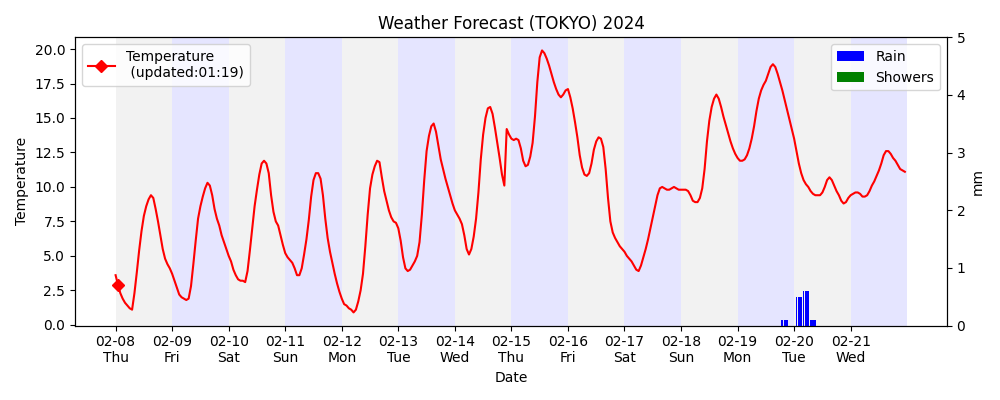 Weather Forecast (TOKYO) 2024
Temperature
(updated:01:19)
Rain
Showers
Temperature
20.0
17.5
15.0
12.5
10.0
7.5
5.0
2.5
0.0
5
4
3
2
1
0
mm
02-08 02-09 02-10 02-11 02-12 02-13 02-14 02-15 02-16 02-17 02-18 02-19 02-20 02-21
Thu Fri Sat Sun Mon Tue Wed Thu Fri Sat Sun Mon Tue Wed
Date